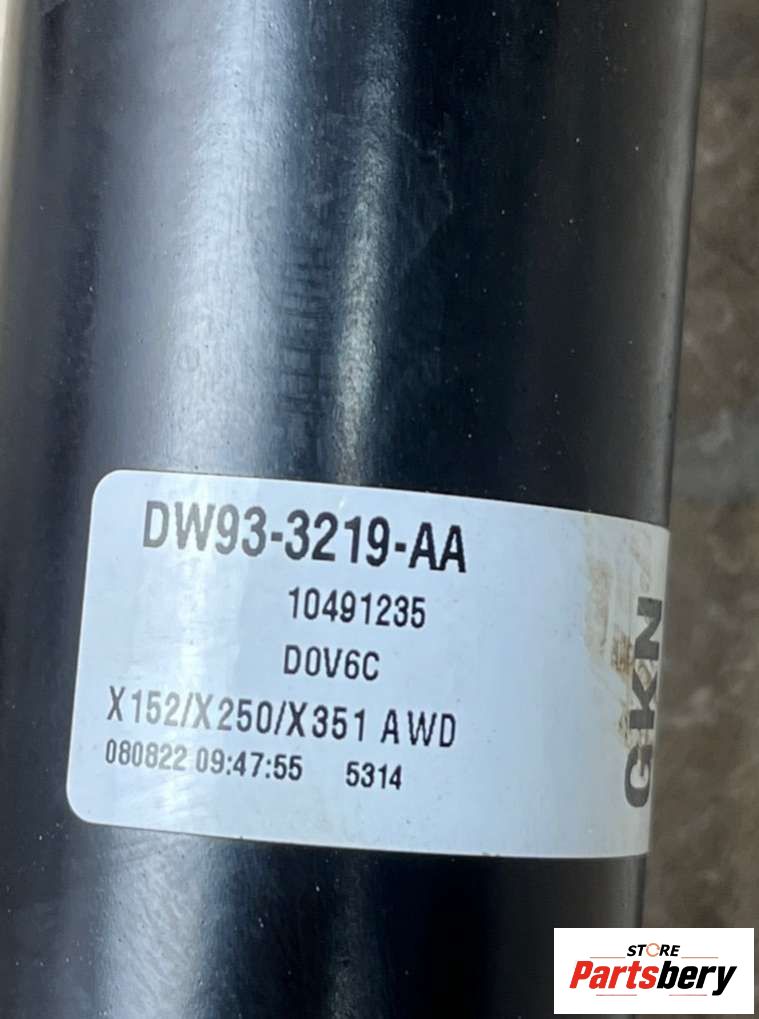 DW93-3219-AA
10491235
D0V6C
X152/X250/X351 AWD
080822 09:47:55 5314
GKN
STORE
Partsbery